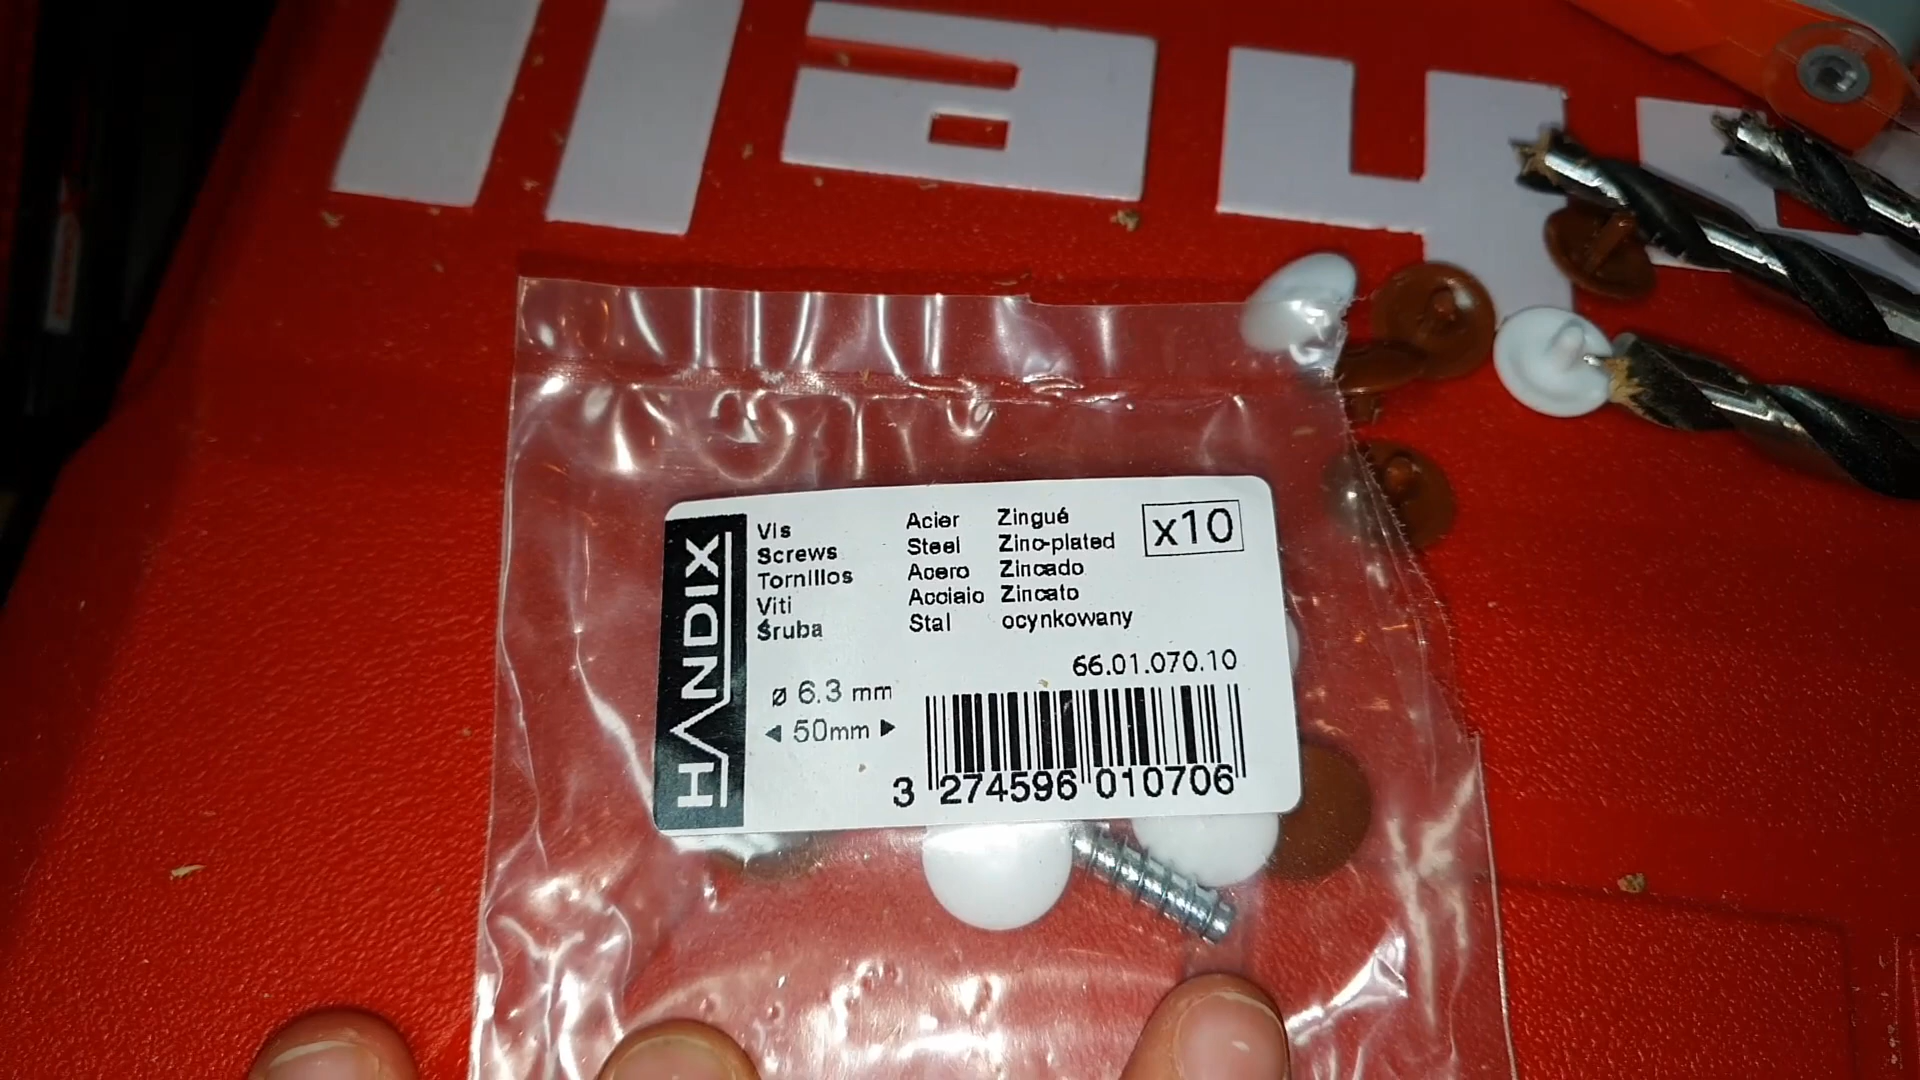 HANDIX
Vis Acier Zingué
Screws Steel Zinc-plated
Tornillos Acero Zincado
Viti Acciaio Zincato
Śruba Stal ocynkowany
x10
66.01.070.10
ø 6.3 mm
◄ 50mm ►
3 274596 010706